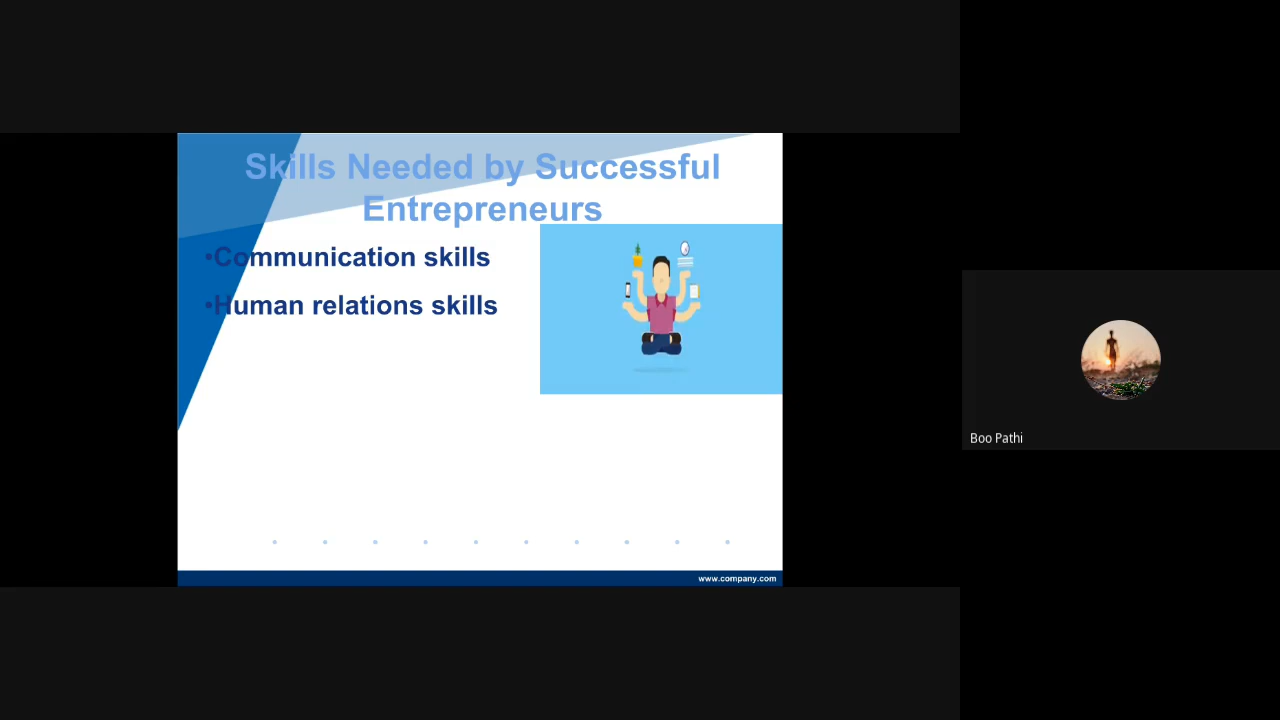 Skills Needed by Successful
Entrepreneurs
•Communication skills
•Human relations skills
www.company.com
Boo Pathi